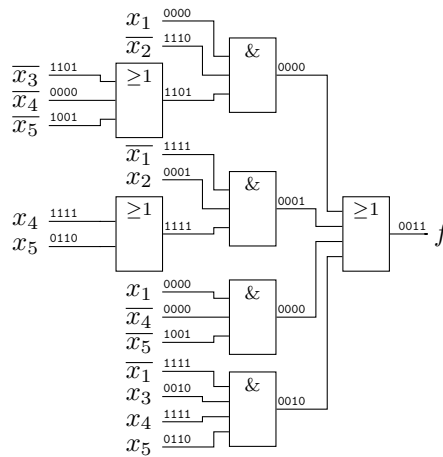 x₁ 0000
x̅₂ 1110
&
0000
x̅₃ 1101
≥1
x̅₄ 0000
1101
x̅₅ 1001
x̅₁ 1111
x₂ 0001
&
0001
≥1
0011 f
x₄ 1111
≥1
1111
x₅ 0110
x₁ 0000
&
x̅₄ 0000
0000
x̅₅ 1001
x̅₁ 1111
&
x₃ 0010
0010
x₄ 1111
x₅ 0110